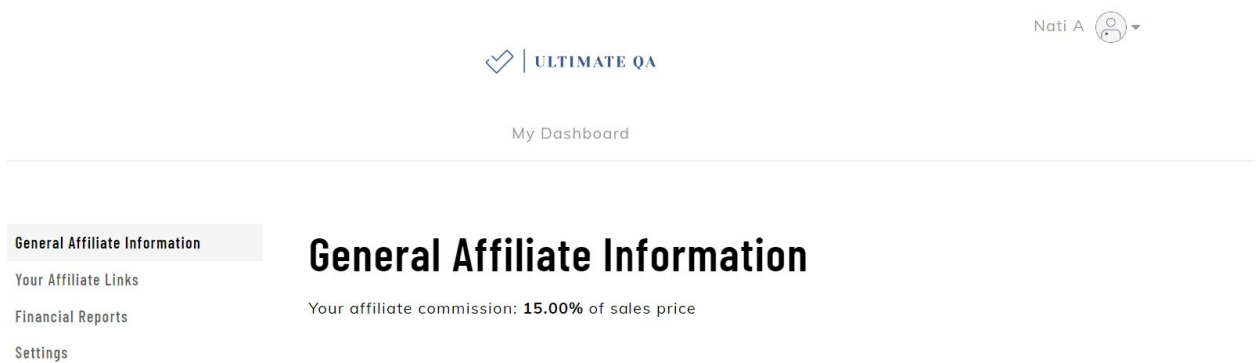 Nati A
ULTIMATE QA
My Dashboard
General Affiliate Information
Your Affiliate Links
Financial Reports
Settings
General Affiliate Information
Your affiliate commission: 15.00% of sales price